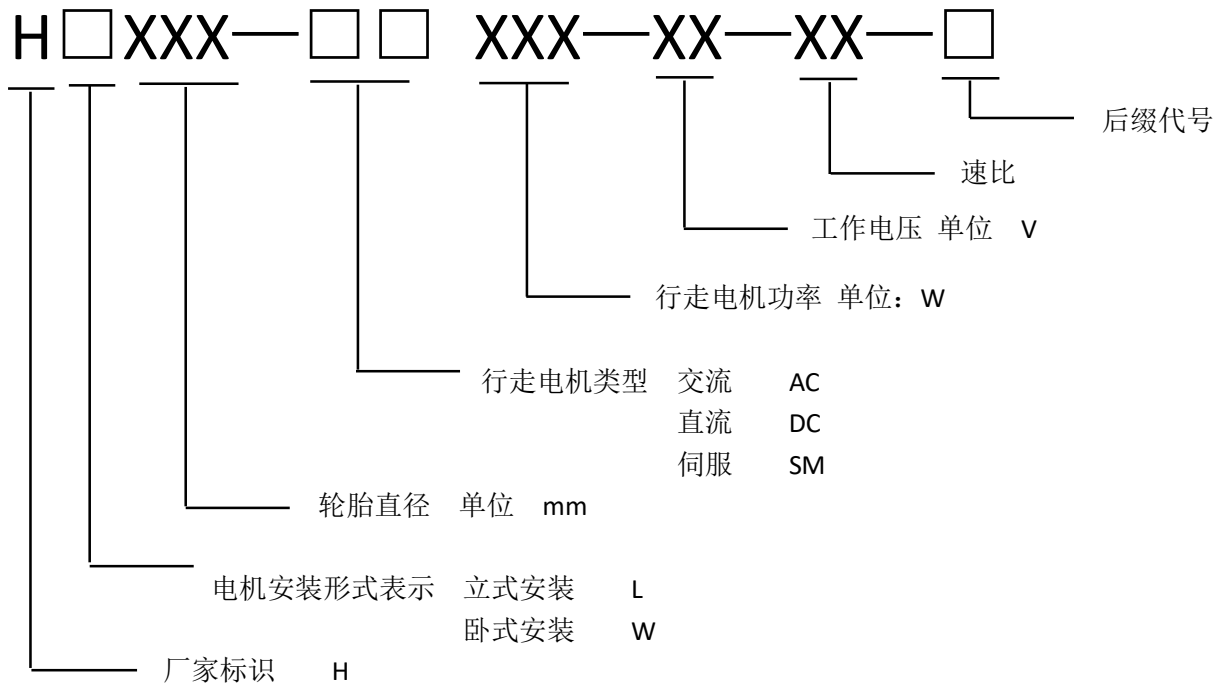 H□XXX—□□ XXX—XX—XX—□
后缀代号
速比
工作电压 单位 V
行走电机功率 单位：W
行走电机类型 交流 AC
直流 DC
伺服 SM
轮胎直径 单位 mm
电机安装形式表示 立式安装 L
卧式安装 W
厂家标识 H